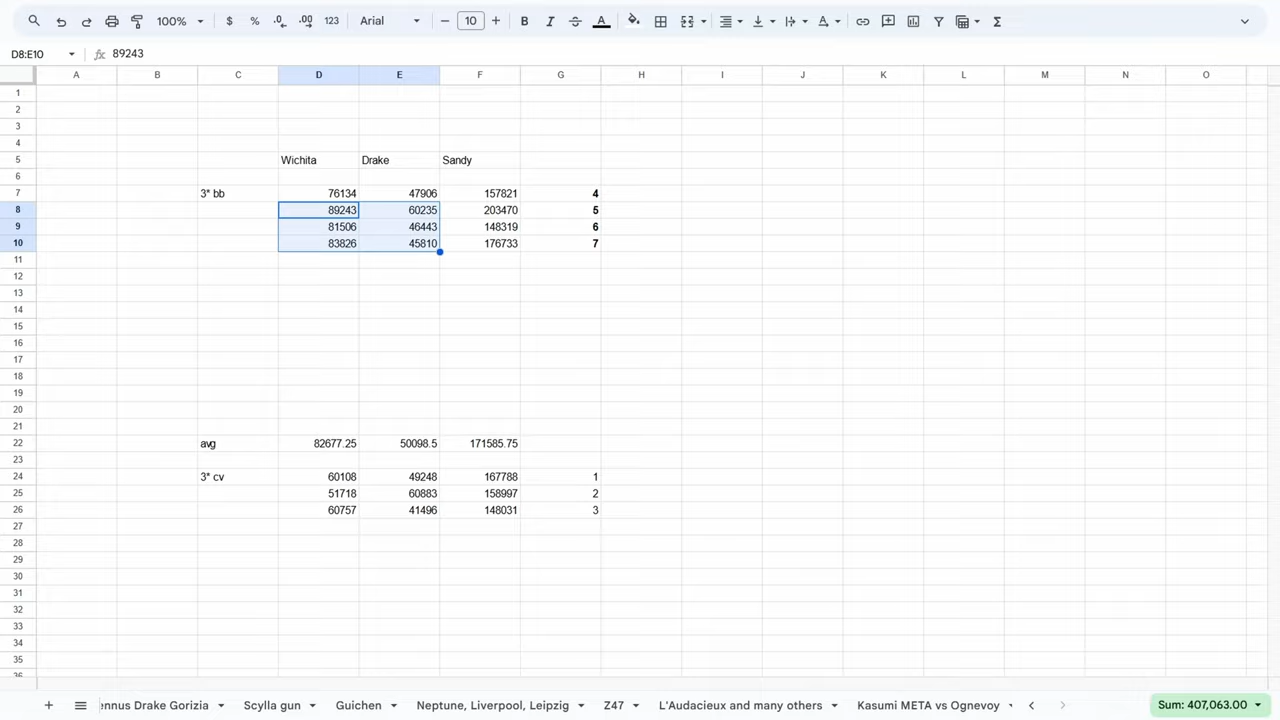 100% $ % .0 .00 123 Arial 10 B I A Σ
D8:E10 fx 89243
A B C D E F G H I J K L M N O
1
2
3
4
5 Wichita Drake Sandy
6
7 3* bb 76134 47906 157821 4
8 89243 60235 203470 5
9 81506 46443 148319 6
10 83826 45810 176733 7
11
12
13
14
15
16
17
18
19
20
21
22 avg 82677.25 50098.5 171585.75
23
24 3* cv 60108 49248 167788 1
25 51718 60883 158997 2
26 60757 41496 148031 3
27
28
29
30
31
32
33
34
35
36
ennus Drake Gorizia Scylla gun Guichen Neptune, Liverpool, Leipzig Z47 L'Audacieux and many others Kasumi META vs Ognevoy Sum: 407,063.00